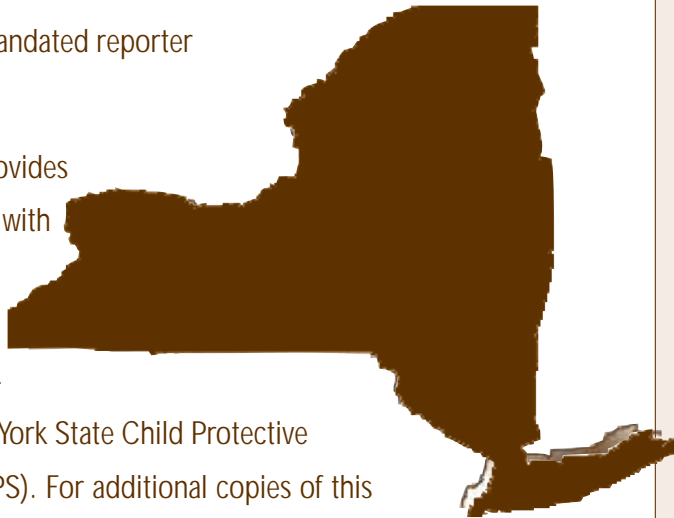 andated reporter
ovides
with
York State Child Protective
PS). For additional copies of this